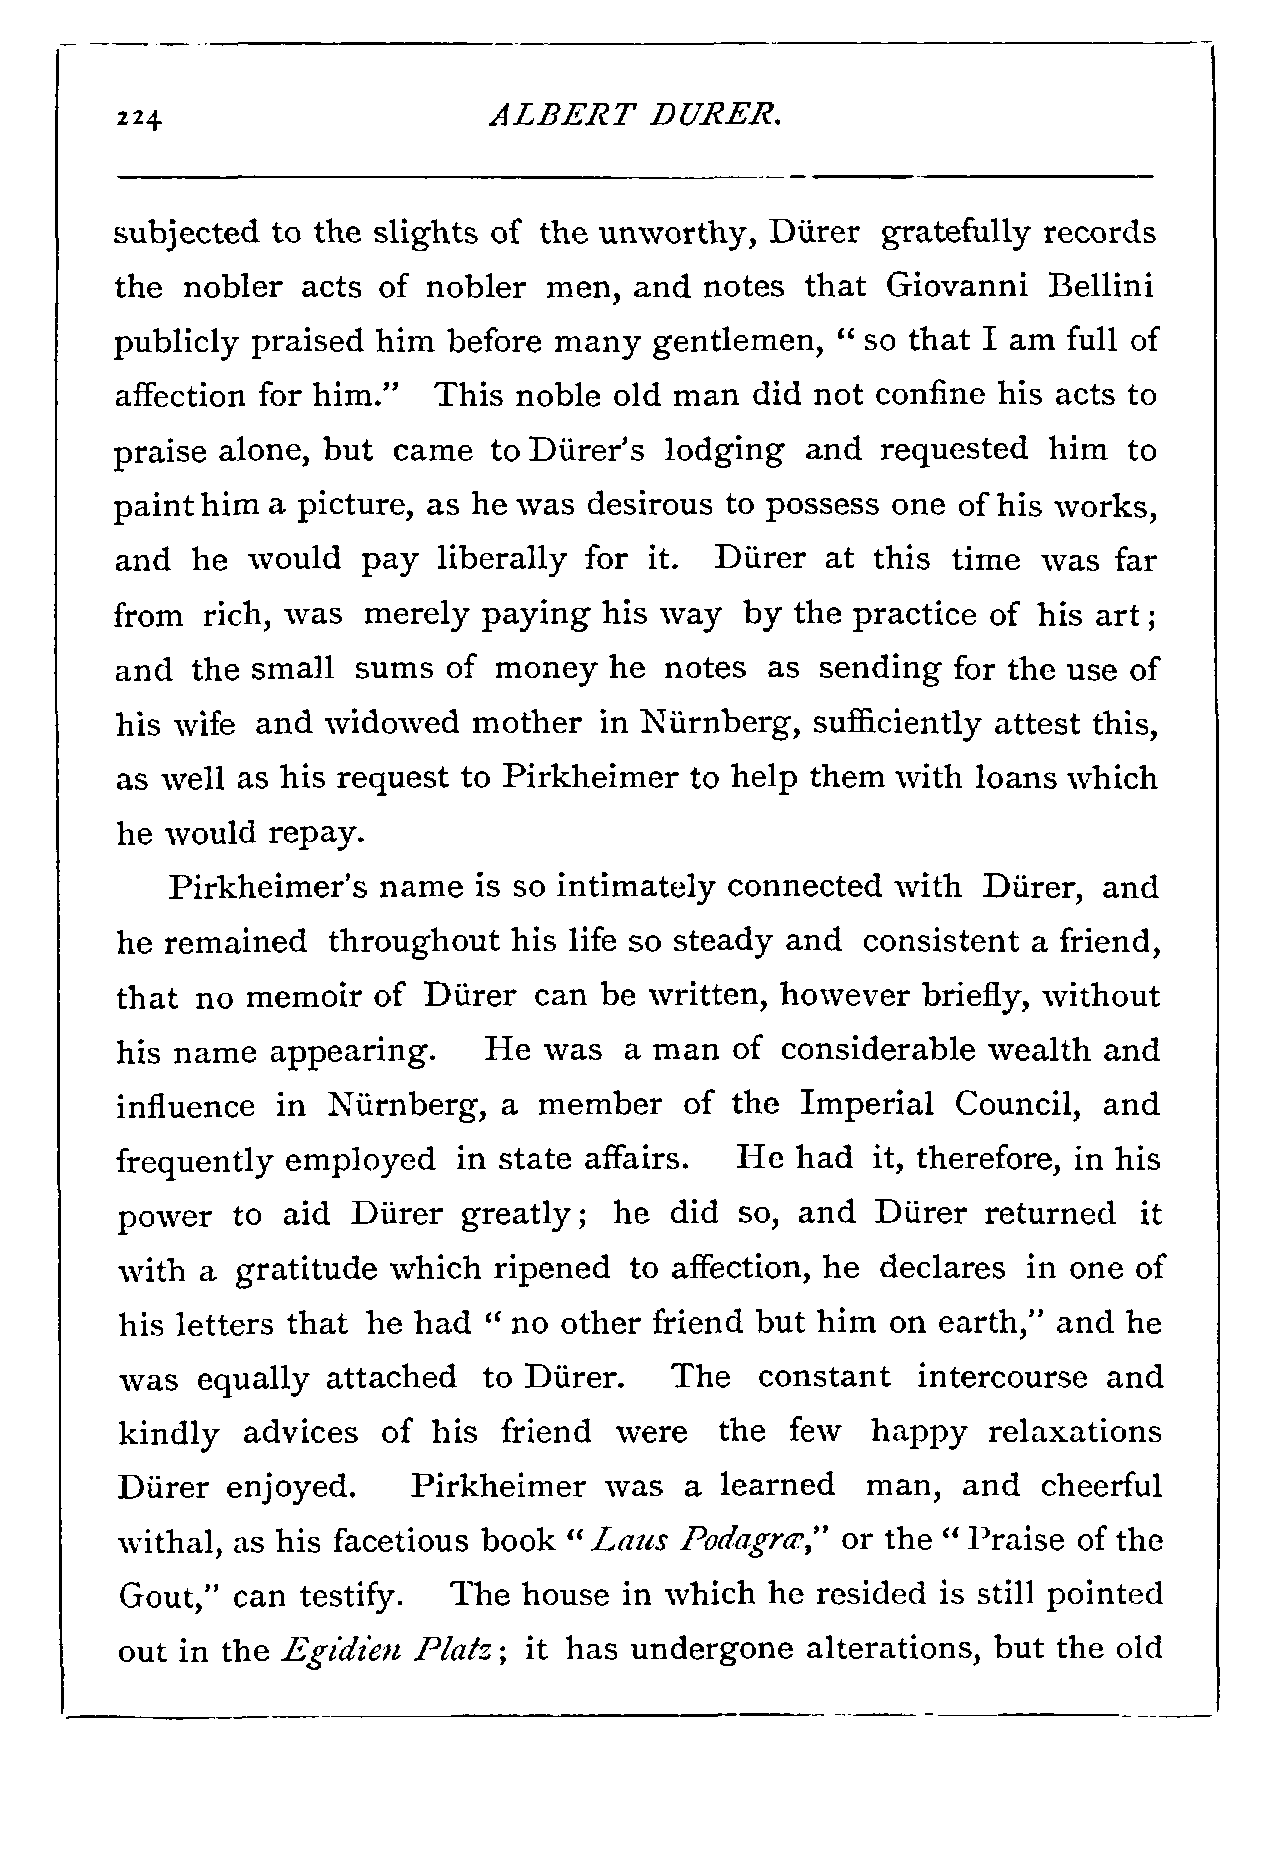 224 ALBERT DURER.
subjected to the slights of the unworthy, Dürer gratefully records
the nobler acts of nobler men, and notes that Giovanni Bellini
publicly praised him before many gentlemen, “ so that I am full of
affection for him.” This noble old man did not confine his acts to
praise alone, but came to Dürer’s lodging and requested him to
paint him a picture, as he was desirous to possess one of his works,
and he would pay liberally for it. Dürer at this time was far
from rich, was merely paying his way by the practice of his art ;
and the small sums of money he notes as sending for the use of
his wife and widowed mother in Nürnberg, sufficiently attest this,
as well as his request to Pirkheimer to help them with loans which
he would repay.
Pirkheimer’s name is so intimately connected with Dürer, and
he remained throughout his life so steady and consistent a friend,
that no memoir of Dürer can be written, however briefly, without
his name appearing. He was a man of considerable wealth and
influence in Nürnberg, a member of the Imperial Council, and
frequently employed in state affairs. He had it, therefore, in his
power to aid Dürer greatly ; he did so, and Dürer returned it
with a gratitude which ripened to affection, he declares in one of
his letters that he had “ no other friend but him on earth,” and he
was equally attached to Dürer. The constant intercourse and
kindly advices of his friend were the few happy relaxations
Dürer enjoyed. Pirkheimer was a learned man, and cheerful
withal, as his facetious book “ Laus Podagræ,” or the “ Praise of the
Gout,” can testify. The house in which he resided is still pointed
out in the Egidien Platz ; it has undergone alterations, but the old